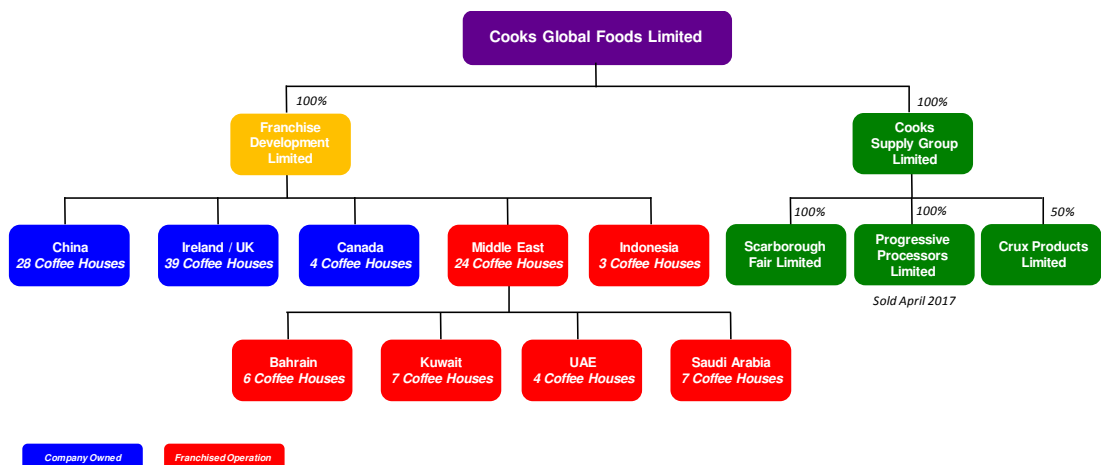 Cooks Global Foods Limited
100%
100%
Franchise
Development
Limited
Cooks
Supply Group
Limited
100%
100%
50%
China
28 Coffee Houses
Ireland / UK
39 Coffee Houses
Canada
4 Coffee Houses
Middle East
24 Coffee Houses
Indonesia
3 Coffee Houses
Scarborough
Fair Limited
Progressive
Processors
Limited
Crux Products
Limited
Sold April 2017
Bahrain
6 Coffee Houses
Kuwait
7 Coffee Houses
UAE
4 Coffee Houses
Saudi Arabia
7 Coffee Houses
Company Owned
Franchised Operation